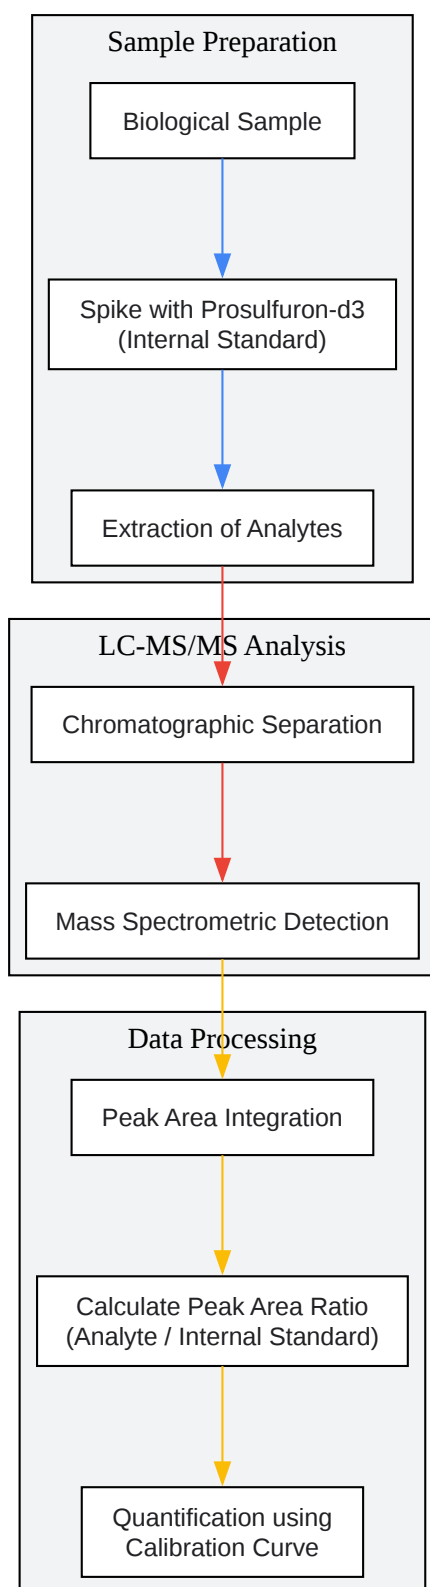 Sample Preparation
Biological Sample
Spike with Prosulfuron-d3
(Internal Standard)
Extraction of Analytes
LC-MS/MS Analysis
Chromatographic Separation
Mass Spectrometric Detection
Data Processing
Peak Area Integration
Calculate Peak Area Ratio
(Analyte / Internal Standard)
Quantification using
Calibration Curve